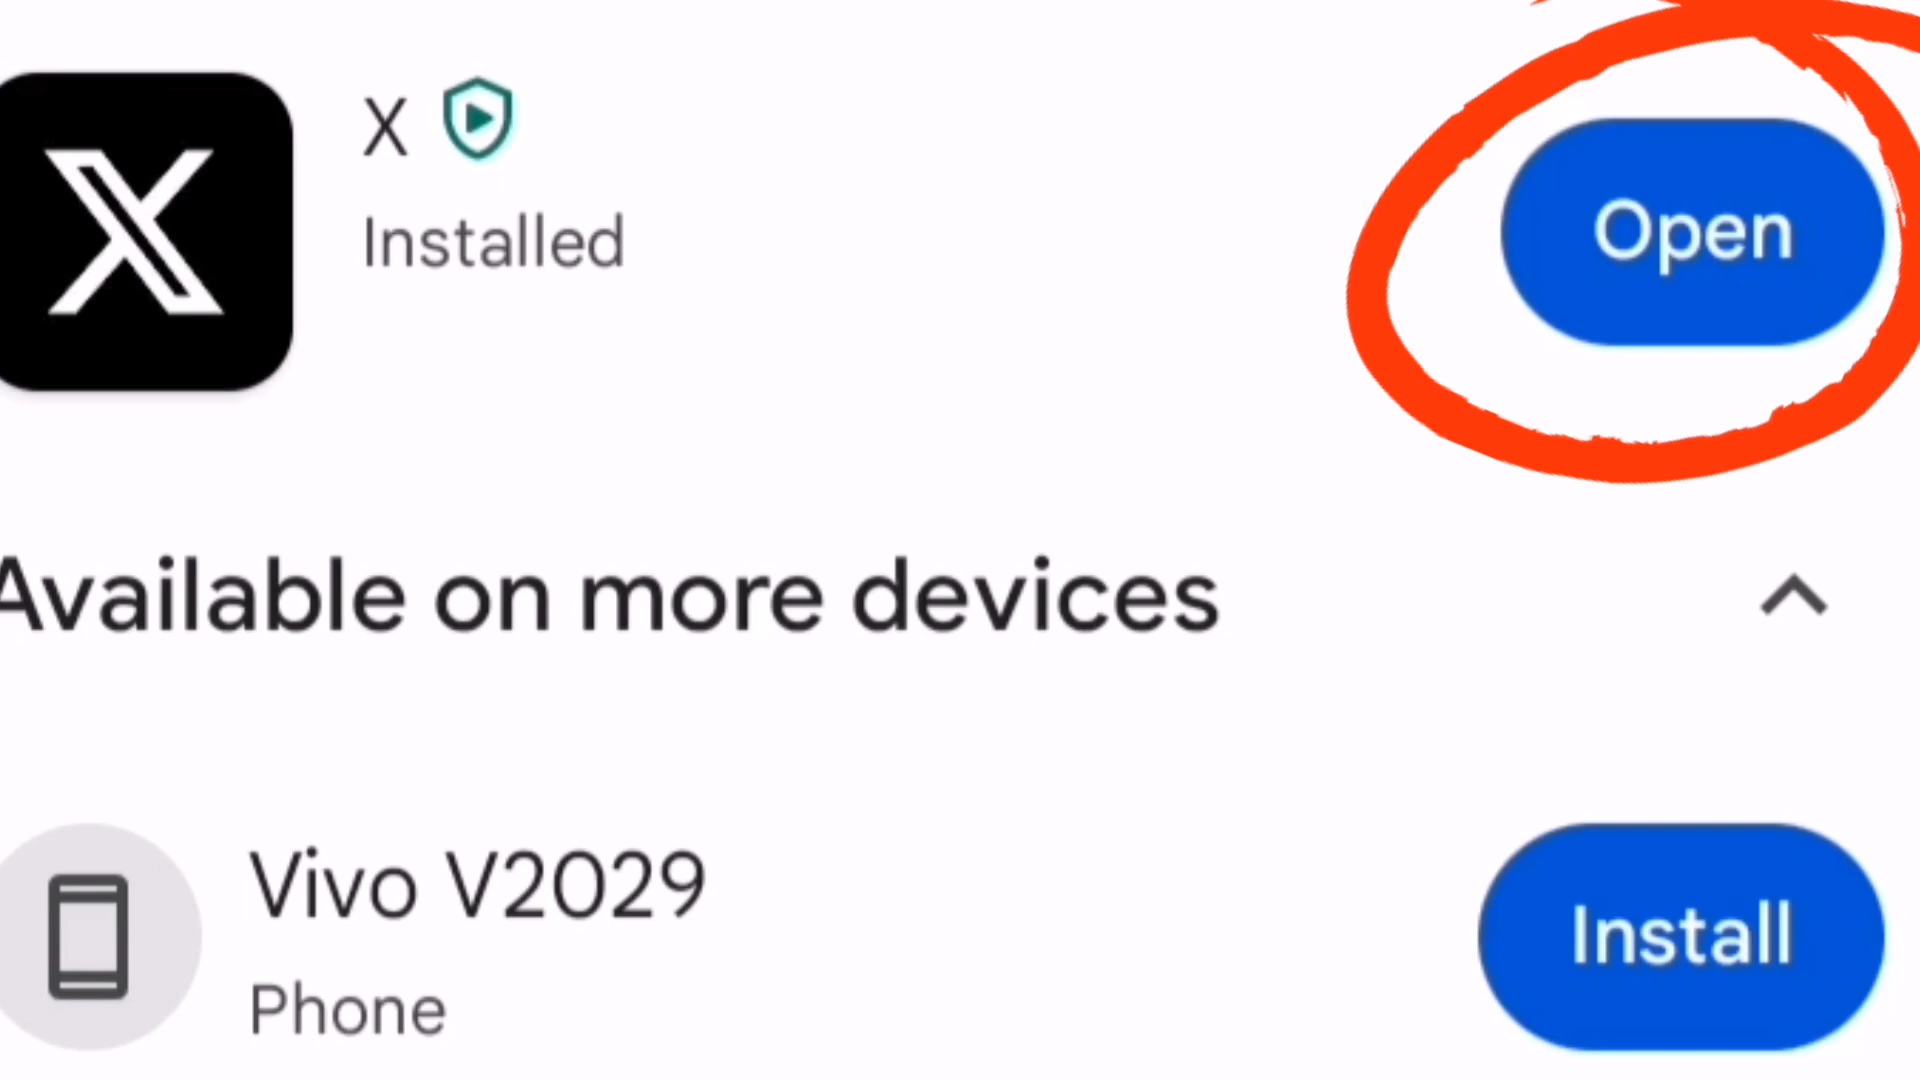 X
Installed
Open
Available on more devices
Vivo V2029
Phone
Install